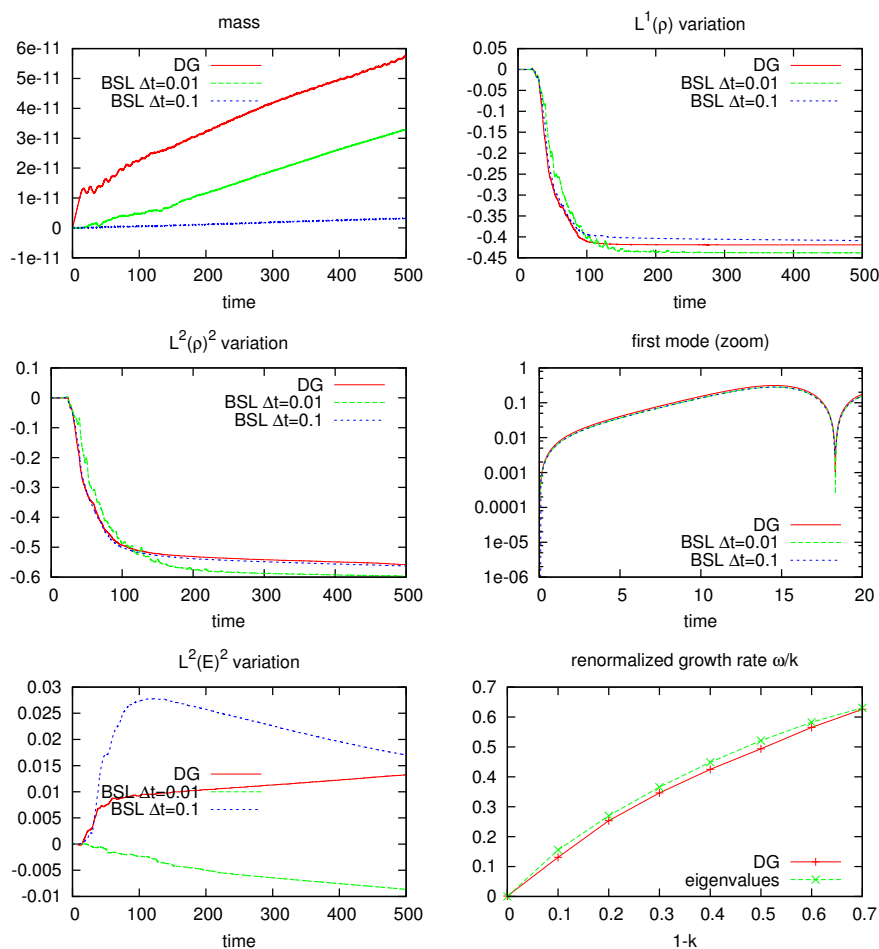 mass
6e-11
5e-11
4e-11
3e-11
2e-11
1e-11
0
-1e-11
DG
BSL Δt=0.01
BSL Δt=0.1
0 100 200 300 400 500
time
L^1(ρ) variation
0.05
0
-0.05
-0.1
-0.15
-0.2
-0.25
-0.3
-0.35
-0.4
-0.45
DG
BSL Δt=0.01
BSL Δt=0.1
0 100 200 300 400 500
time
L^2(ρ)^2 variation
0.1
0
-0.1
-0.2
-0.3
-0.4
-0.5
-0.6
DG
BSL Δt=0.01
BSL Δt=0.1
0 100 200 300 400 500
time
first mode (zoom)
1
0.1
0.01
0.001
0.0001
1e-05
1e-06
DG
BSL Δt=0.01
BSL Δt=0.1
0 5 10 15 20
time
L^2(E)^2 variation
0.03
0.025
0.02
0.015
0.01
0.005
0
-0.005
-0.01
DG
BSL Δt=0.01
BSL Δt=0.1
0 100 200 300 400 500
time
renormalized growth rate ω/k
0.7
0.6
0.5
0.4
0.3
0.2
0.1
0
DG
eigenvalues
0 0.1 0.2 0.3 0.4 0.5 0.6 0.7
1-k